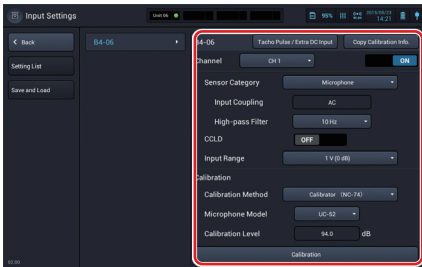 Input Settings
Unit 06
95%
2015/06/23
14:21
Back
Setting List
Save and Load
B4-06
B4-06
Tacho Pulse / Extra DC Input
Copy Calibration Info.
Channel
CH 1
ON
Sensor Category
Microphone
Input Coupling
AC
High-pass Filter
10 Hz
CCLD
OFF
Input Range
1 V (0 dB)
Calibration
Calibration Method
Calibrator（NC-74）
Microphone Model
UC-52
Calibration Level
94.0 dB
Calibration